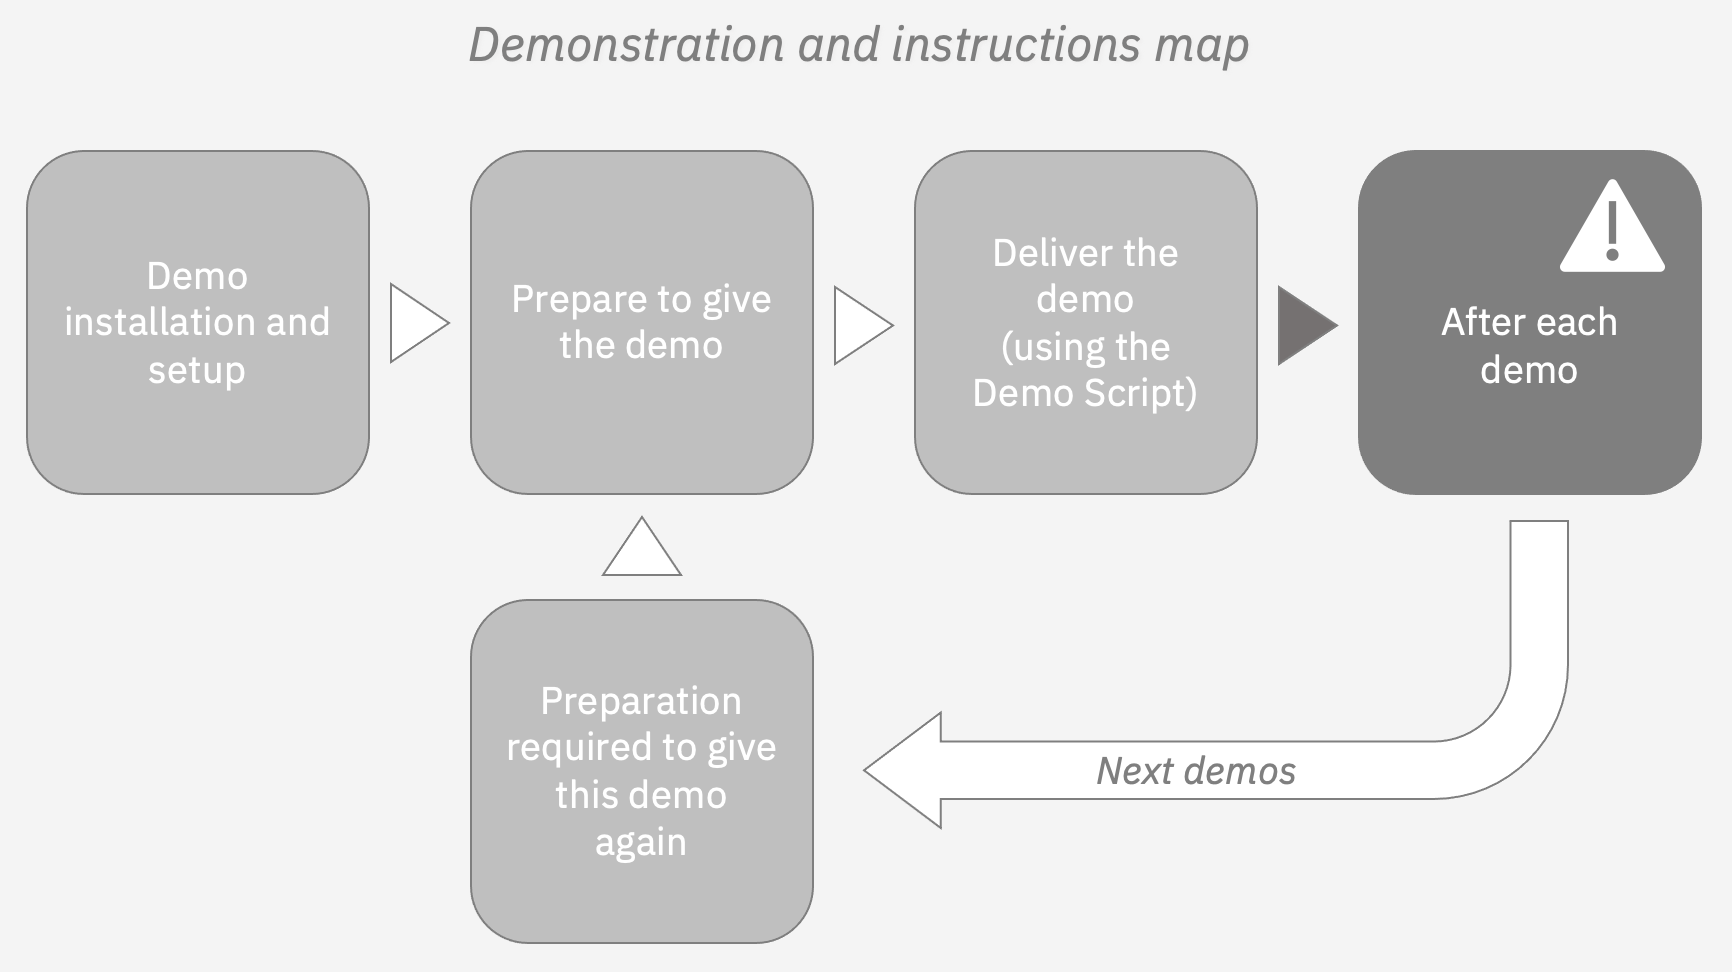 Demonstration and instructions map
Demo
installation and
setup
Prepare to give
the demo
Deliver the
demo
(using the
Demo Script)
After each
demo
Preparation
required to give
this demo
again
Next demos